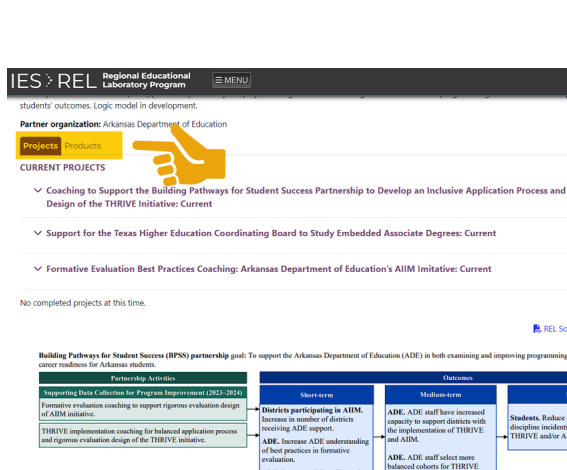 IES REL Regional Educational Laboratory Program ≡ MENU
students' outcomes. Logic model in development.
Partner organization: Arkansas Department of Education
Projects Products
CURRENT PROJECTS
Coaching to Support the Building Pathways for Student Success Partnership to Develop an Inclusive Application Process and
Design of the THRIVE Initiative: Current
Support for the Texas Higher Education Coordinating Board to Study Embedded Associate Degrees: Current
Formative Evaluation Best Practices Coaching: Arkansas Department of Education's AIIM Imitative: Current
No completed projects at this time.
REL So
Building Pathways for Student Success (BPSS) partnership goal: To support the Arkansas Department of Education (ADE) in both examining and improving programming
career readiness for Arkansas students.
Partnership Activities
Supporting Data Collection for Program Improvement (2023–2024)
Formative evaluation coaching to support rigorous evaluation design
of AIIM initiative.
THRIVE implementation coaching for balanced application process
and rigorous evaluation design of the THRIVE initiative.
Outcomes
Short-term
Districts participating in AIIM.
Increase in number of districts
receiving ADE support.
ADE. Increase ADE understanding
of best practices in formative
evaluation.
Medium-term
ADE. ADE staff have increased
capacity to support districts with
the implementation of THRIVE
and AIIM.
ADE. ADE staff select more
balanced cohorts for THRIVE
Students. Reduce
discipline incidents
THRIVE and/or A